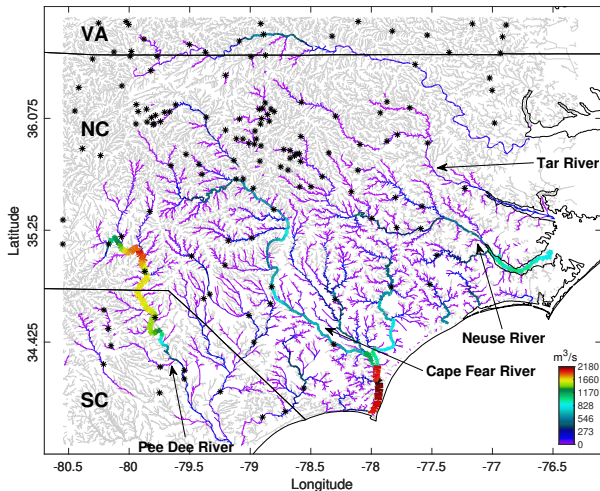 VA
NC
SC
Tar River
Neuse River
Cape Fear River
Pee Dee River
36.075
35.25
34.425
Latitude
-80.5 -80 -79.5 -79 -78.5 -78 -77.5 -77 -76.5
Longitude
m³/s
2180
1660
1170
828
546
273
0